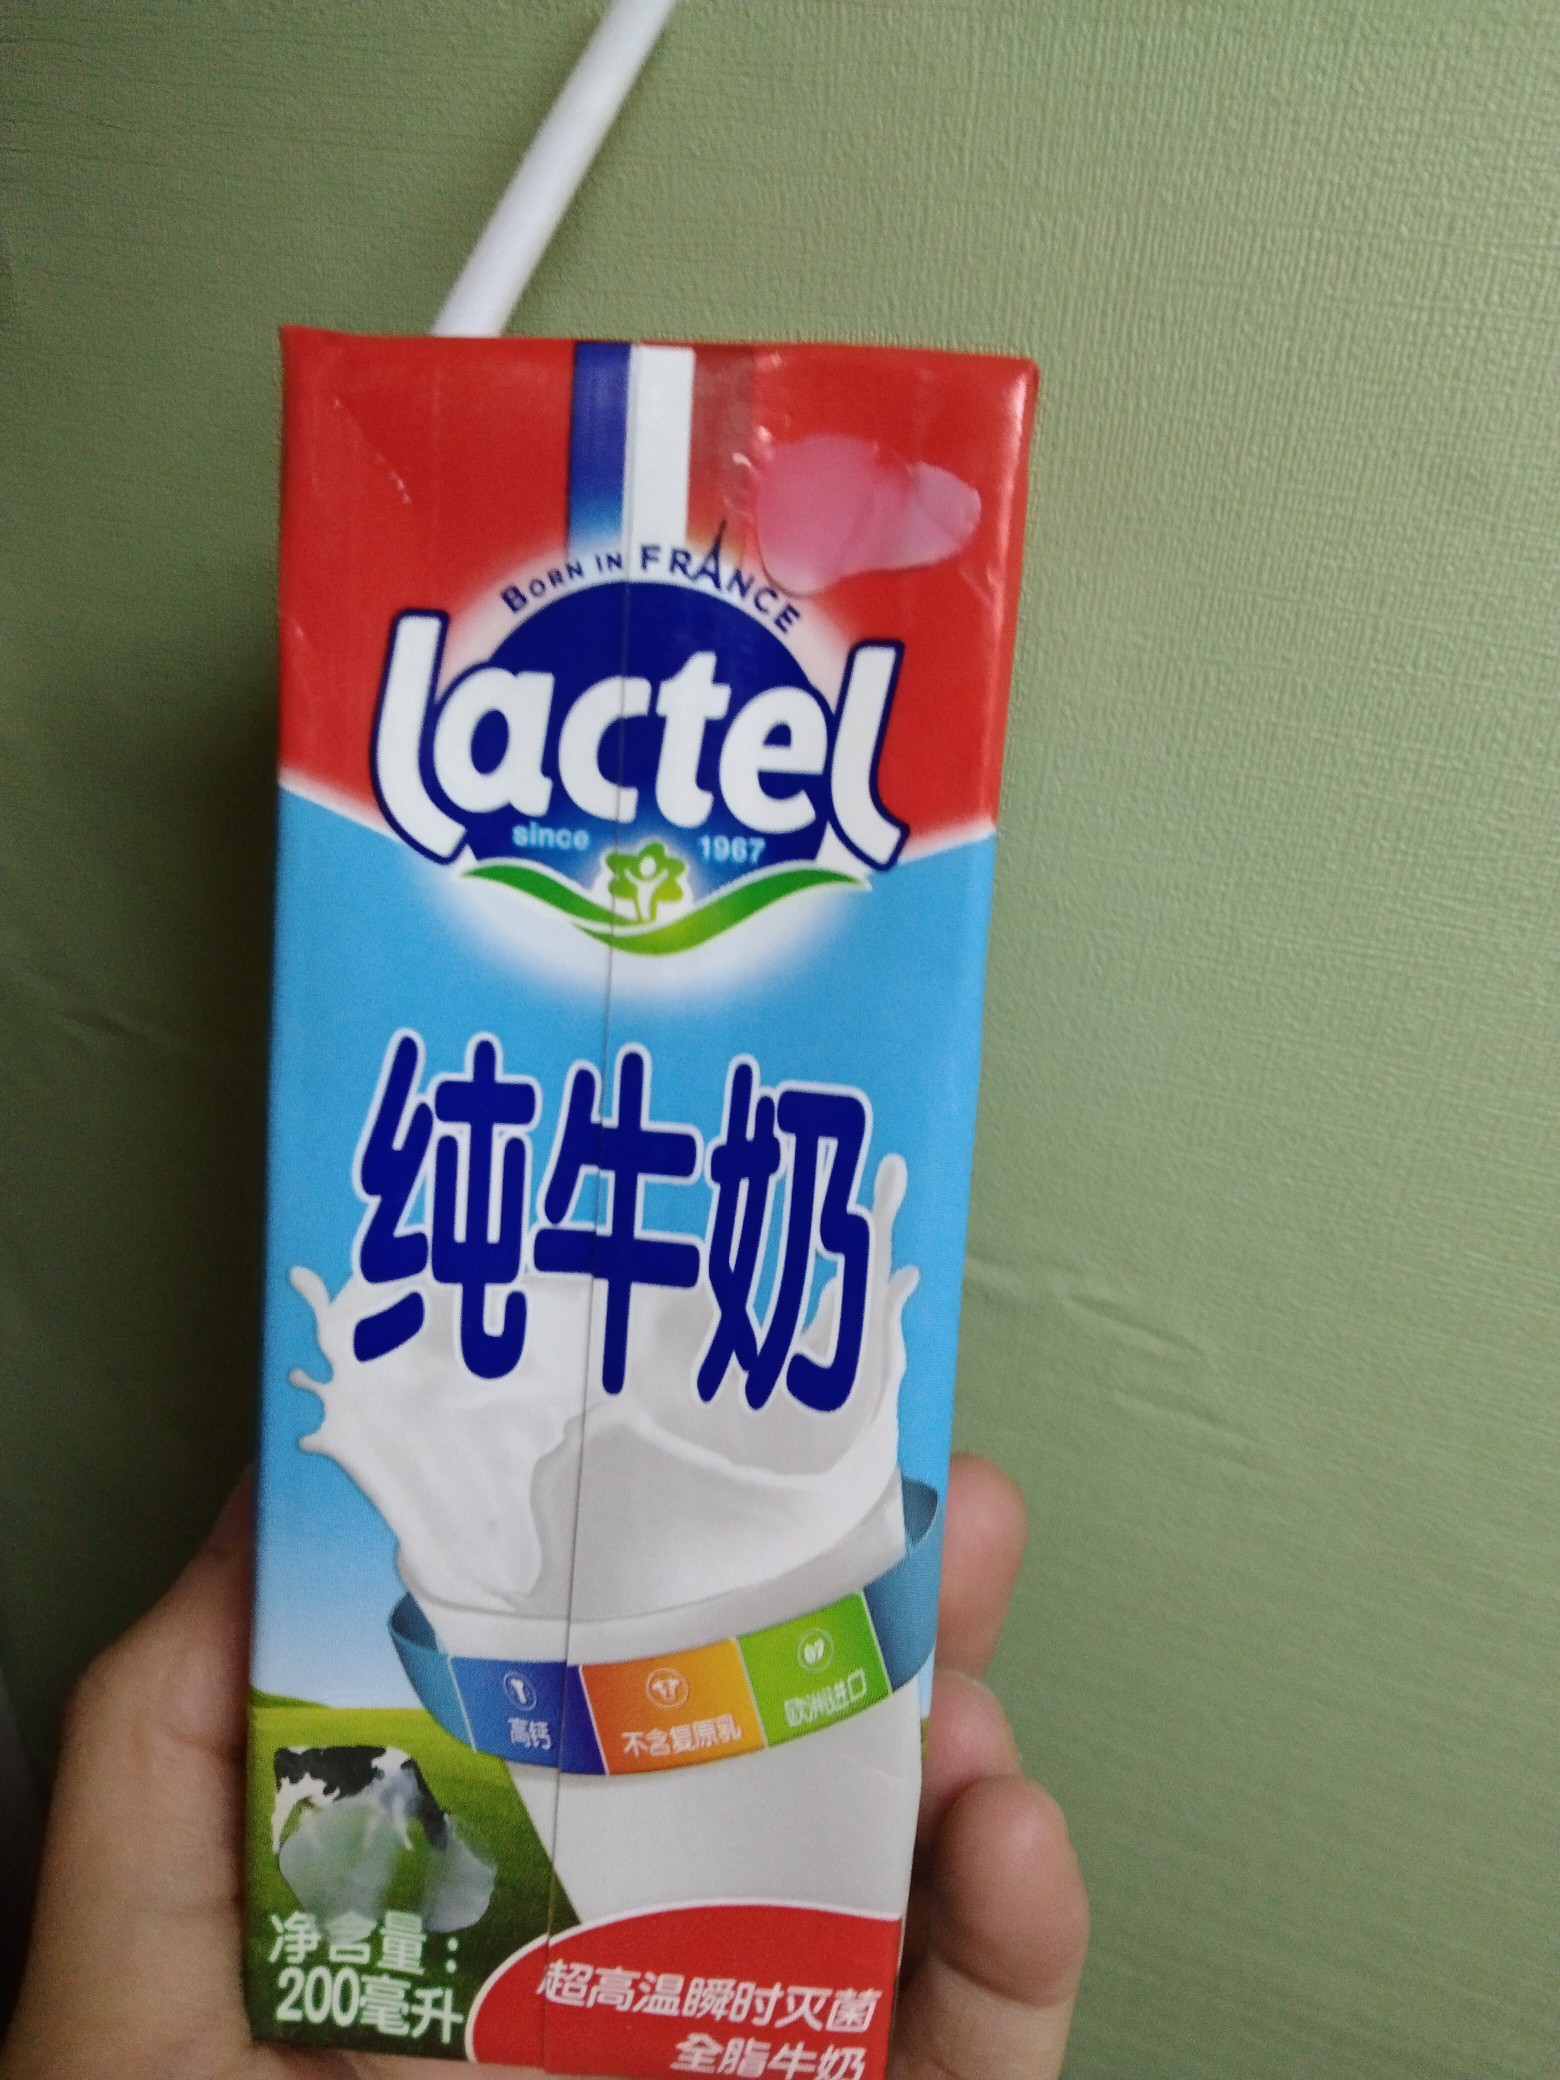 BORN IN FRANCE
lactel
since 1967
纯牛奶
高钙
不含复原乳
欧洲进口
净含量：
200毫升
超高温瞬时灭菌
全脂牛奶